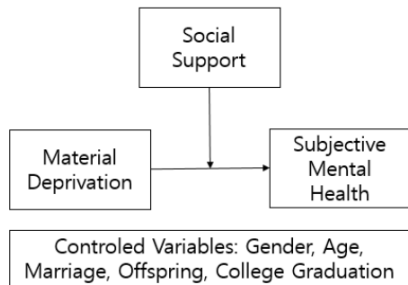 Social
Support
Material
Deprivation
Subjective
Mental
Health
Controled Variables: Gender, Age,
Marriage, Offspring, College Graduation